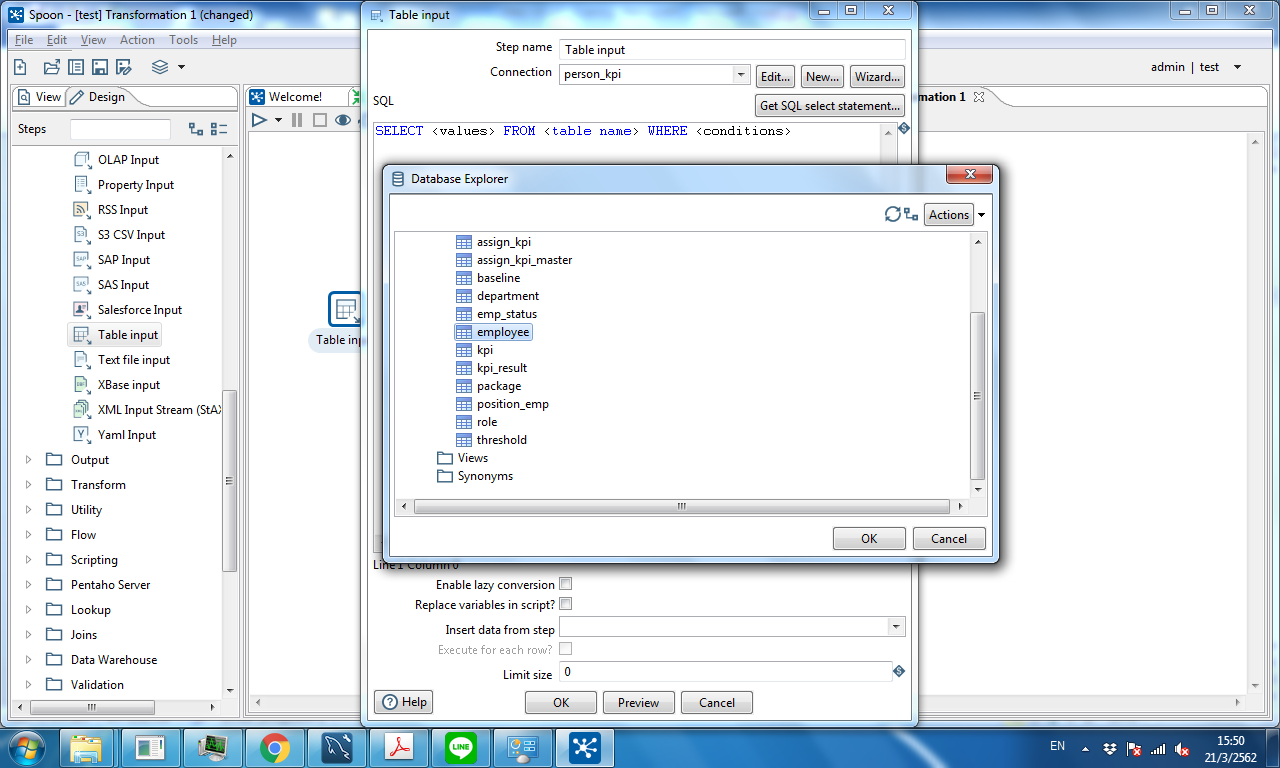 Spoon - [test] Transformation 1 (changed)
File Edit View Action Tools Help
admin | test
View Design
Steps
OLAP Input
Property Input
RSS Input
S3 CSV Input
SAP Input
SAS Input
Salesforce Input
Table input
Text file input
XBase input
XML Input Stream (StAX
Yaml Input
Output
Transform
Utility
Flow
Scripting
Pentaho Server
Lookup
Joins
Data Warehouse
Validation
Welcome!
mation 1
Table inp
Table input
Step name Table input
Connection person_kpi Edit... New... Wizard...
SQL Get SQL select statement...
SELECT <values> FROM <table name> WHERE <conditions>
Database Explorer
Actions
assign_kpi
assign_kpi_master
baseline
department
emp_status
employee
kpi
kpi_result
package
position_emp
role
threshold
Views
Synonyms
OK Cancel
Line1 Column 0
Enable lazy conversion
Replace variables in script?
Insert data from step
Execute for each row?
Limit size 0
Help OK Preview Cancel
LINE
EN
15:50
21/3/2562